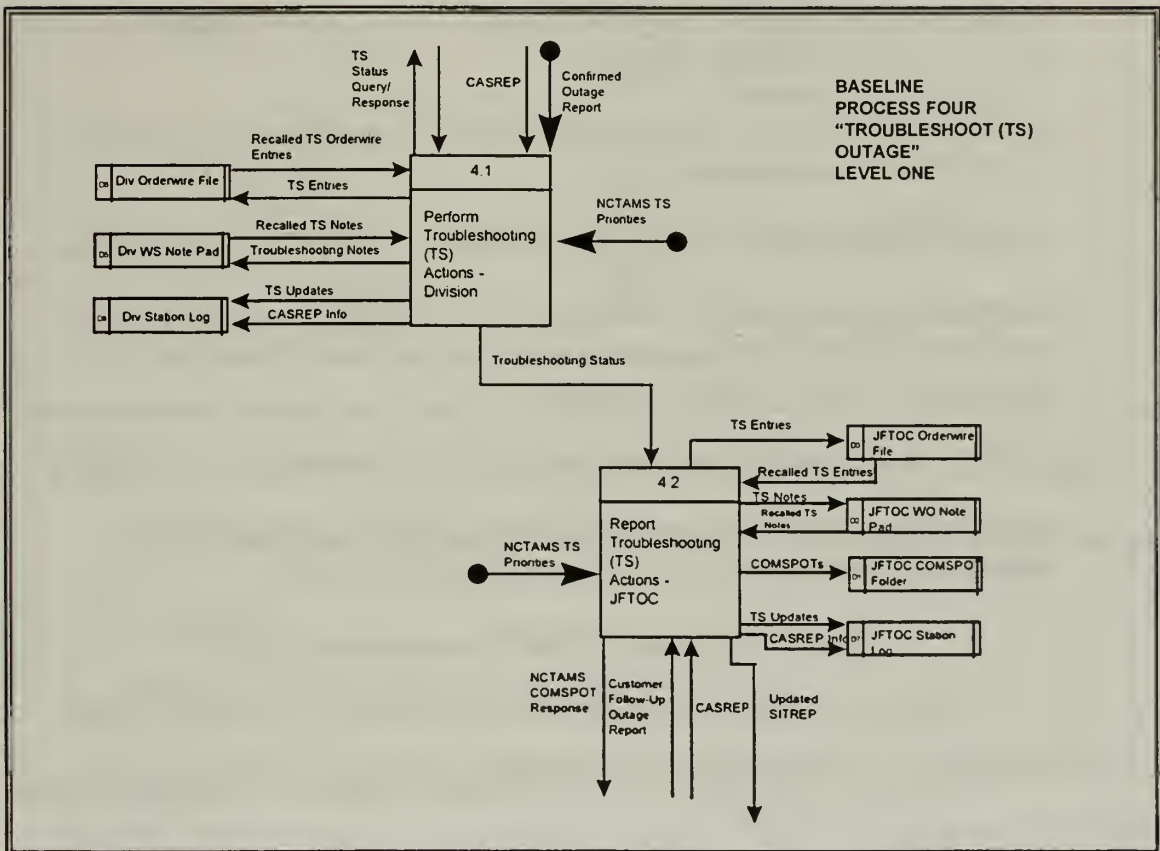 BASELINE
PROCESS FOUR
"TROUBLESHOOT (TS)
OUTAGE"
LEVEL ONE
TS
Status
Query/
Response
CASREP
Confirmed
Outage
Report
Recalled TS Orderwire
Entries
Div Orderwire File
TS Entries
4.1
Perform
Troubleshooting
(TS)
Actions -
Division
NCTAMS TS
Priorities
Recalled TS Notes
D5 Div WS Note Pad
Troubleshooting Notes
TS Updates
Div Station Log
CASREP Info
Troubleshooting Status
TS Entries
JFTOC Orderwire
File
Recalled TS Entries
4.2
Report
Troubleshooting
(TS)
Actions -
JFTOC
NCTAMS TS
Priorities
TS Notes
Recalled TS
Notes
D2 JFTOC WO Note
Pad
COMSPOTs
JFTOC COMSPO
Folder
TS Updates
CASREP Info
D7 JFTOC Station
Log
NCTAMS
COMSPOT
Response
Customer
Follow-Up
Outage
Report
CASREP
Updated
SITREP